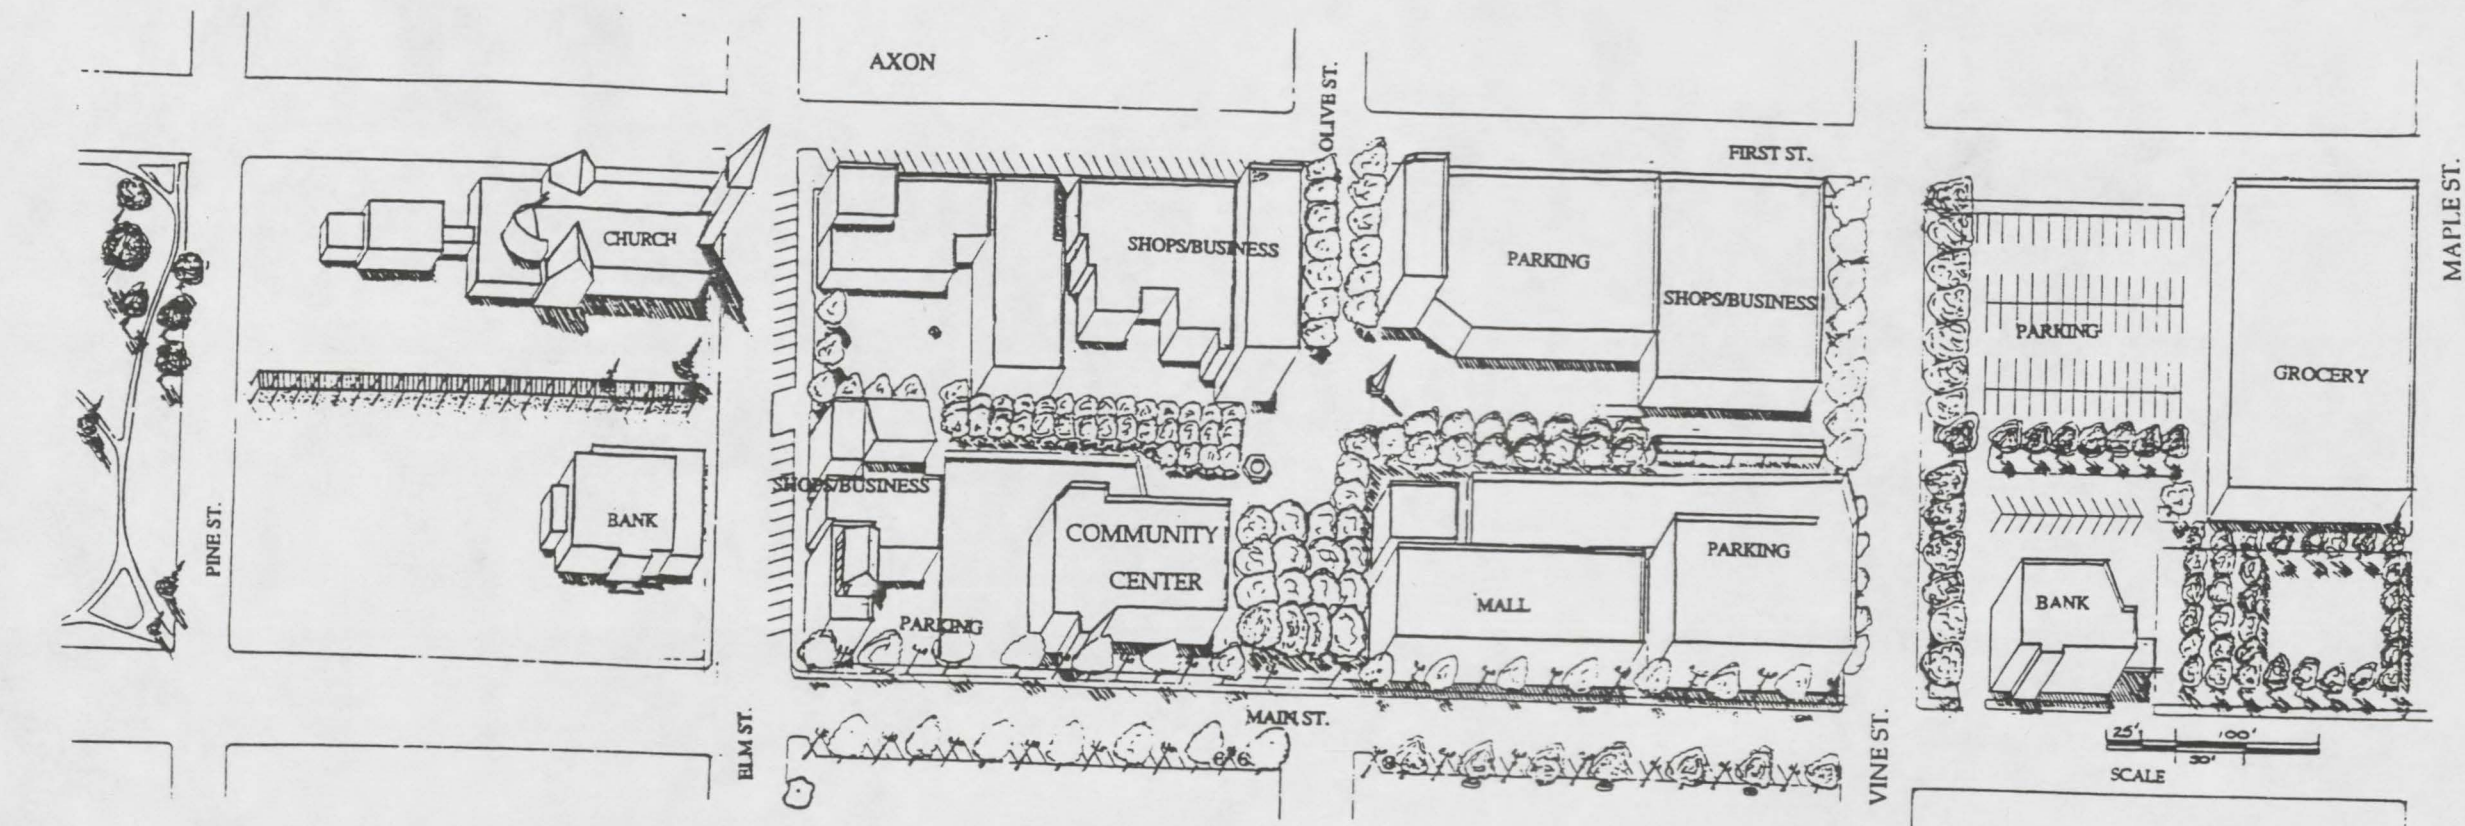 AXON
OLIVE ST.
FIRST ST.
MAPLE ST.
CHURCH
SHOPS/BUSINESS
PARKING
SHOPS/BUSINESS
PARKING
GROCERY
SHOPS/BUSINESS
BANK
COMMUNITY
CENTER
PARKING
PINE ST.
MALL
BANK
PARKING
MAIN ST.
ELM ST.
VINE ST.
25' 100'
50'
SCALE